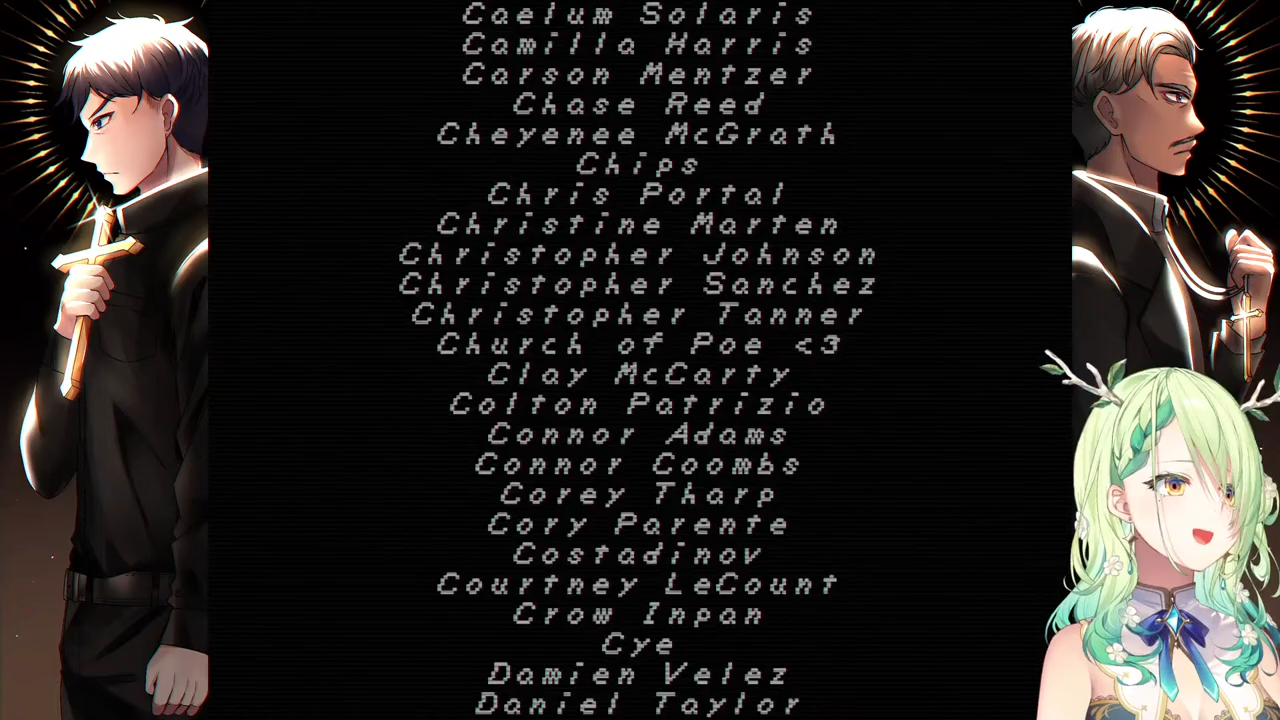 Caelum Solaris
Camilla Harris
Carson Mentzer
Chase Reed
Cheyenee McGrath
Chips
Chris Portal
Christine Marten
Christopher Johnson
Christopher Sanchez
Christopher Tanner
Church of Poe <3
Clay McCarty
Colton Patrizio
Connor Adams
Connor Coombs
Corey Tharp
Cory Parente
Costadinov
Courtney LeCount
Crow Inpan
Cye
Damien Velez
Daniel Taylor